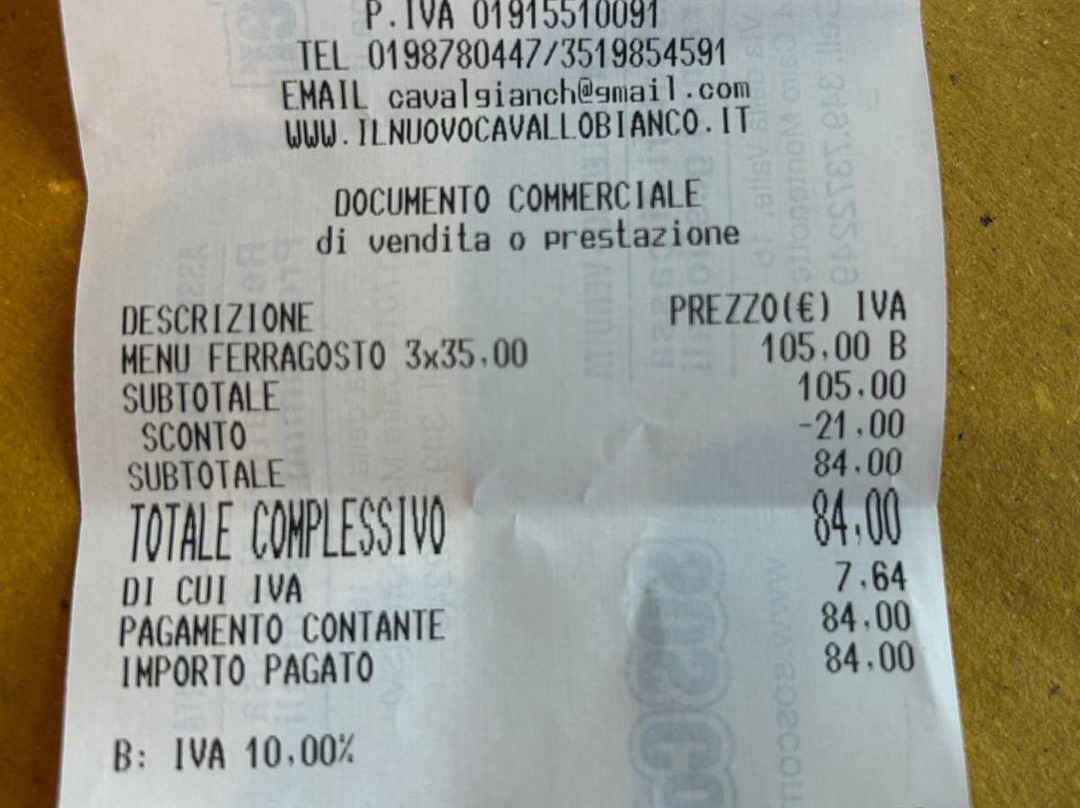 P.IVA 01915510091
TEL 0198780447/3519854591
EMAIL cavalgianch@gmail.com
WWW.ILNUOVOCAVALLOBIANCO.IT
DOCUMENTO COMMERCIALE
di vendita o prestazione
DESCRIZIONE PREZZO(€) IVA
MENU FERRAGOSTO 3x35,00 105,00 B
SUBTOTALE 105,00
SCONTO -21,00
SUBTOTALE 84,00
TOTALE COMPLESSIVO 84,00
DI CUI IVA 7,64
PAGAMENTO CONTANTE 84,00
IMPORTO PAGATO 84,00
B: IVA 10,00%